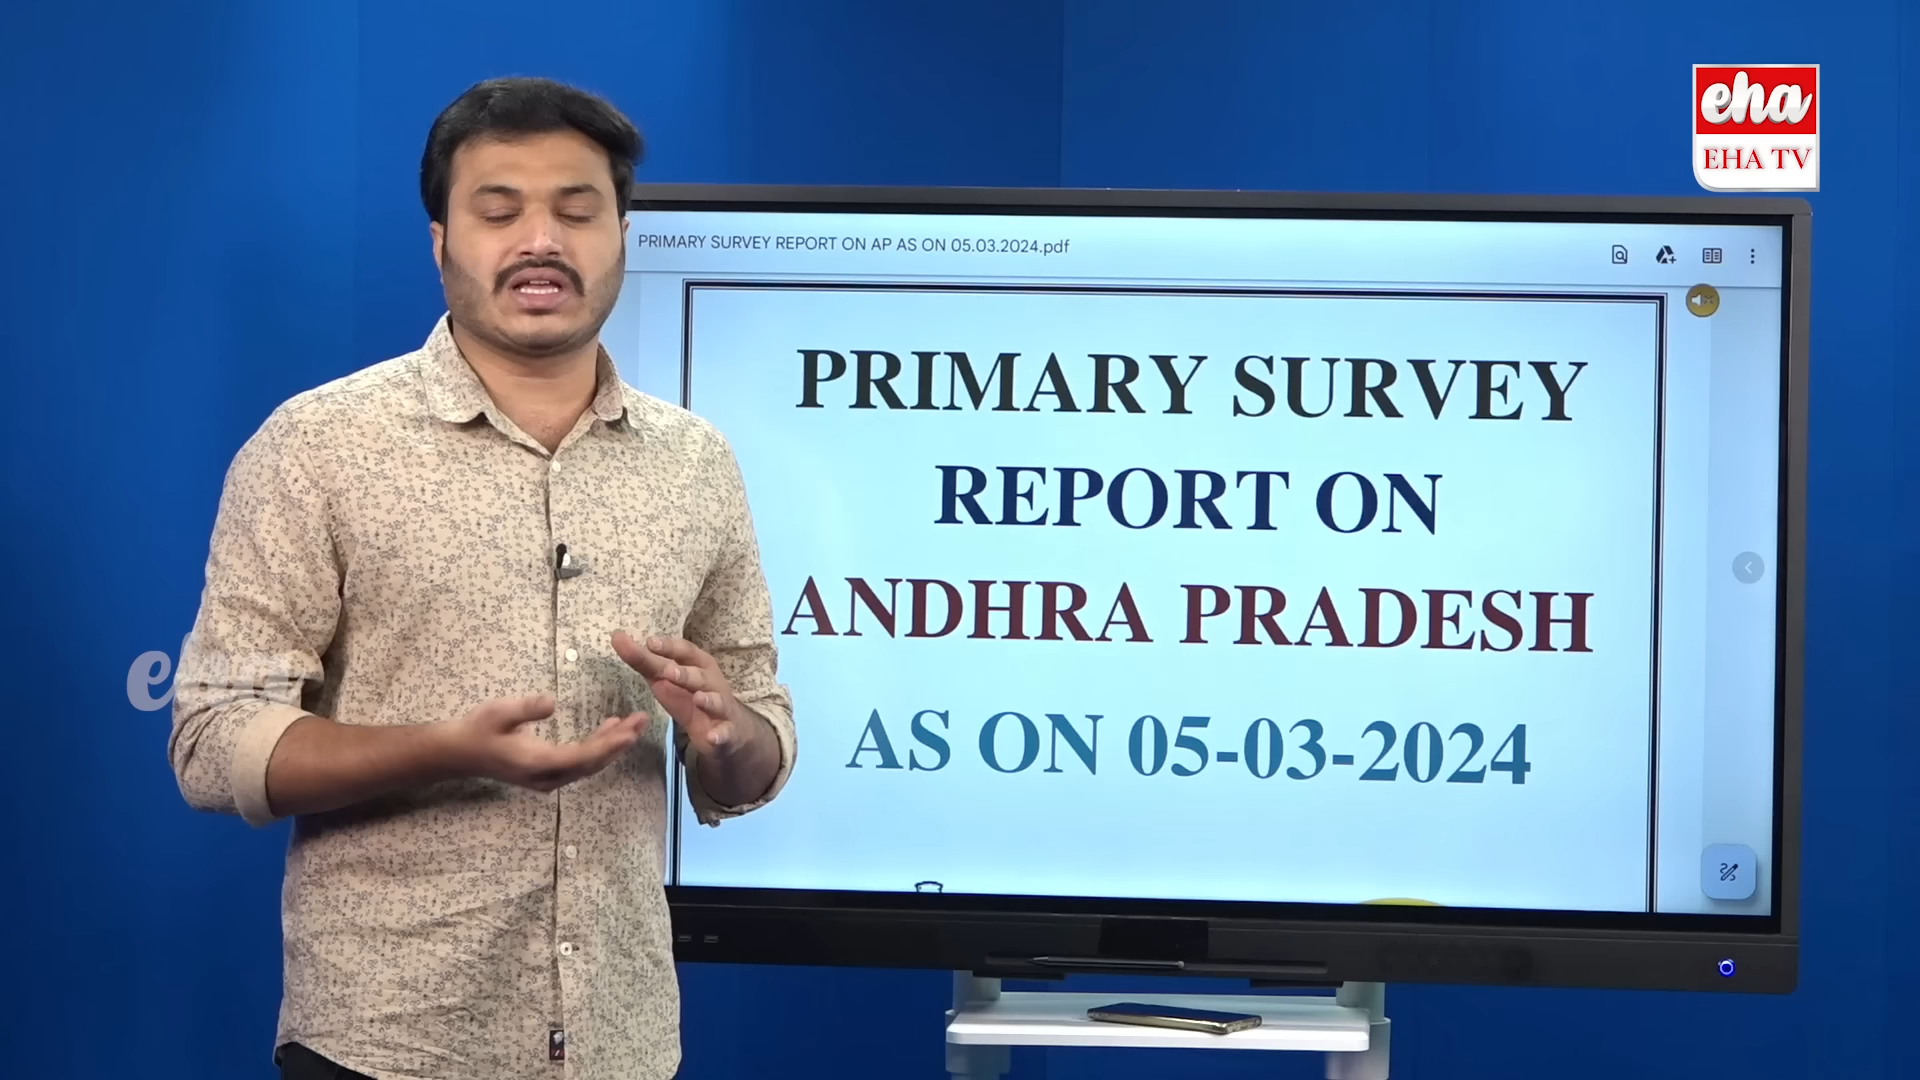 eha
EHA TV
PRIMARY SURVEY REPORT ON AP AS ON 05.03.2024.pdf
PRIMARY SURVEY
REPORT ON
ANDHRA PRADESH
AS ON 05-03-2024
eha